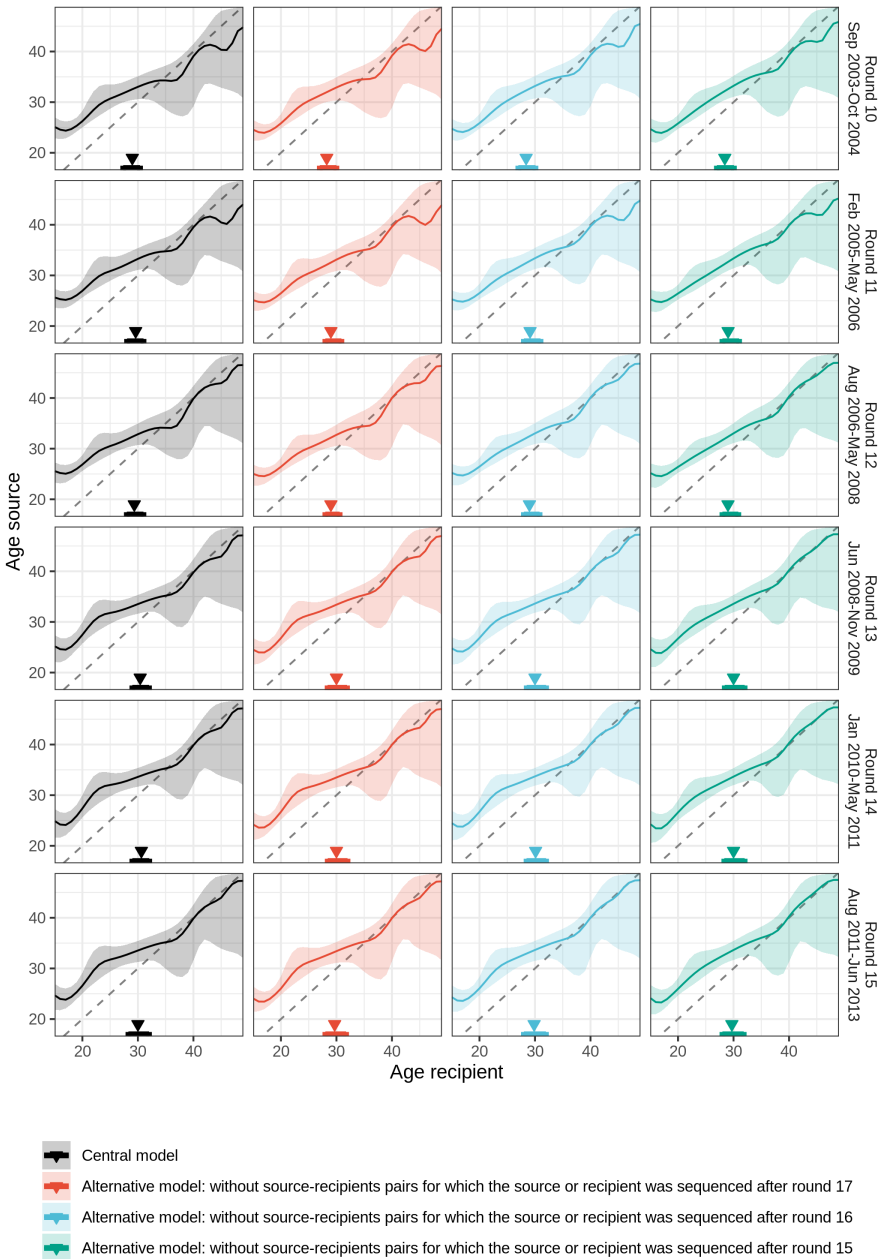 40
30
20
Round 10
Sep 2003-Oct 2004
40
30
20
Round 11
Feb 2005-May 2006
40
30
20
Round 12
Aug 2006-May 2008
40
30
20
Round 13
Jun 2008-Nov 2009
40
30
20
Round 14
Jan 2010-May 2011
40
30
20
Round 15
Aug 2011-Jun 2013
Age source
20 30 40 20 30 40 20 30 40 20 30 40
Age recipient
Central model
Alternative model: without source-recipients pairs for which the source or recipient was sequenced after round 17
Alternative model: without source-recipients pairs for which the source or recipient was sequenced after round 16
Alternative model: without source-recipients pairs for which the source or recipient was sequenced after round 15